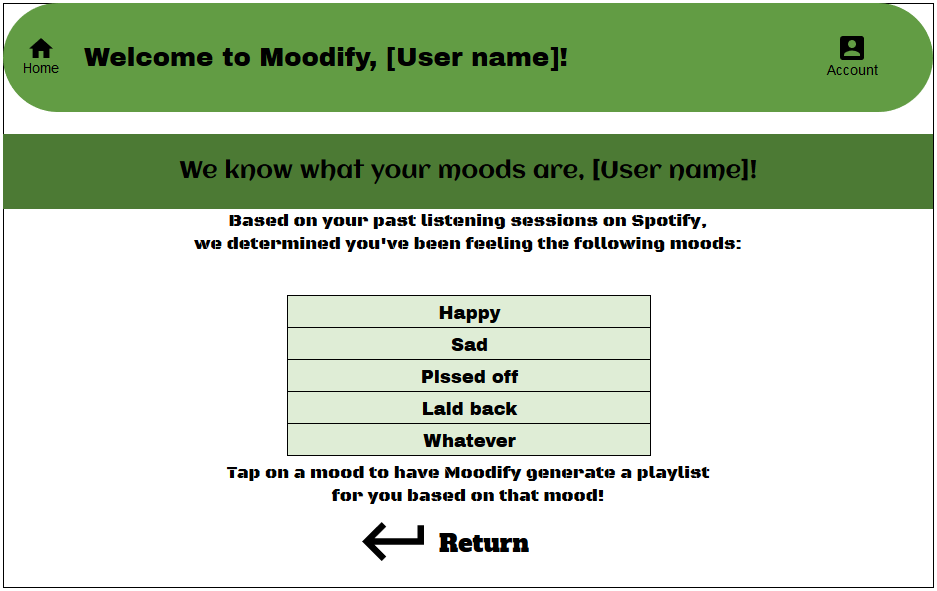 Home
Welcome to Moodify, [User name]!
Account
We know what your moods are, [User name]!
Based on your past listening sessions on Spotify,
we determined you've been feeling the following moods:
Happy
Sad
Pissed off
Laid back
Whatever
Tap on a mood to have Moodify generate a playlist
for you based on that mood!
Return